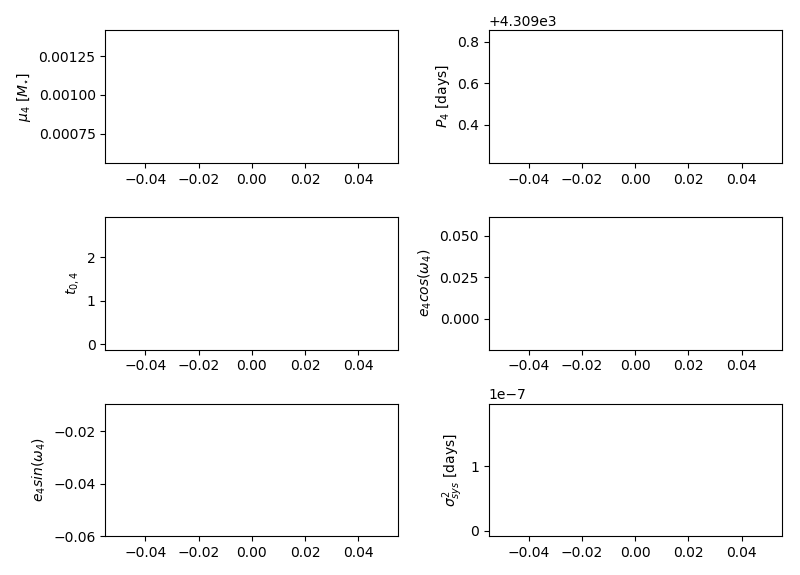 +4.309e3
0.00125
0.00100
0.00075
μ₄ [M⋆]
−0.04 −0.02 0.00 0.02 0.04
0.8
0.6
0.4
P₄ [days]
−0.04 −0.02 0.00 0.02 0.04
2
1
0
t₀,₄
−0.04 −0.02 0.00 0.02 0.04
0.050
0.025
0.000
e₄cos(ω₄)
−0.04 −0.02 0.00 0.02 0.04
−0.02
−0.04
−0.06
e₄sin(ω₄)
−0.04 −0.02 0.00 0.02 0.04
1e−7
1
0
σ²sys [days]
−0.04 −0.02 0.00 0.02 0.04